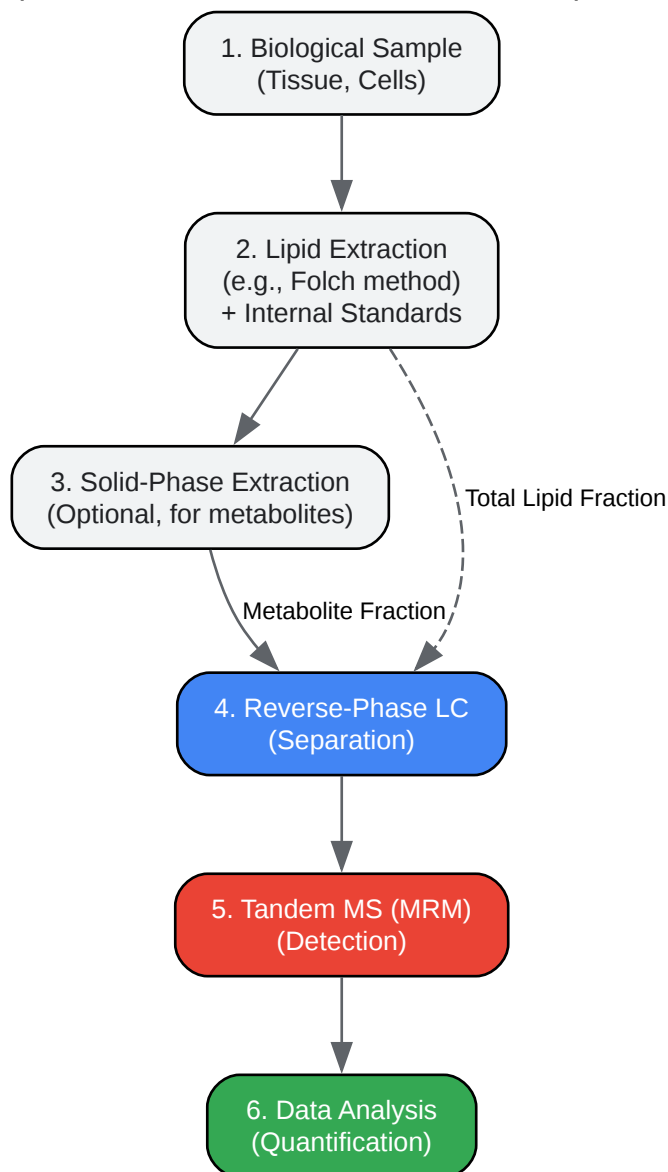 1. Biological Sample
(Tissue, Cells)
2. Lipid Extraction
(e.g., Folch method)
+ Internal Standards
3. Solid-Phase Extraction
(Optional, for metabolites)
Total Lipid Fraction
Metabolite Fraction
4. Reverse-Phase LC
(Separation)
5. Tandem MS (MRM)
(Detection)
6. Data Analysis
(Quantification)